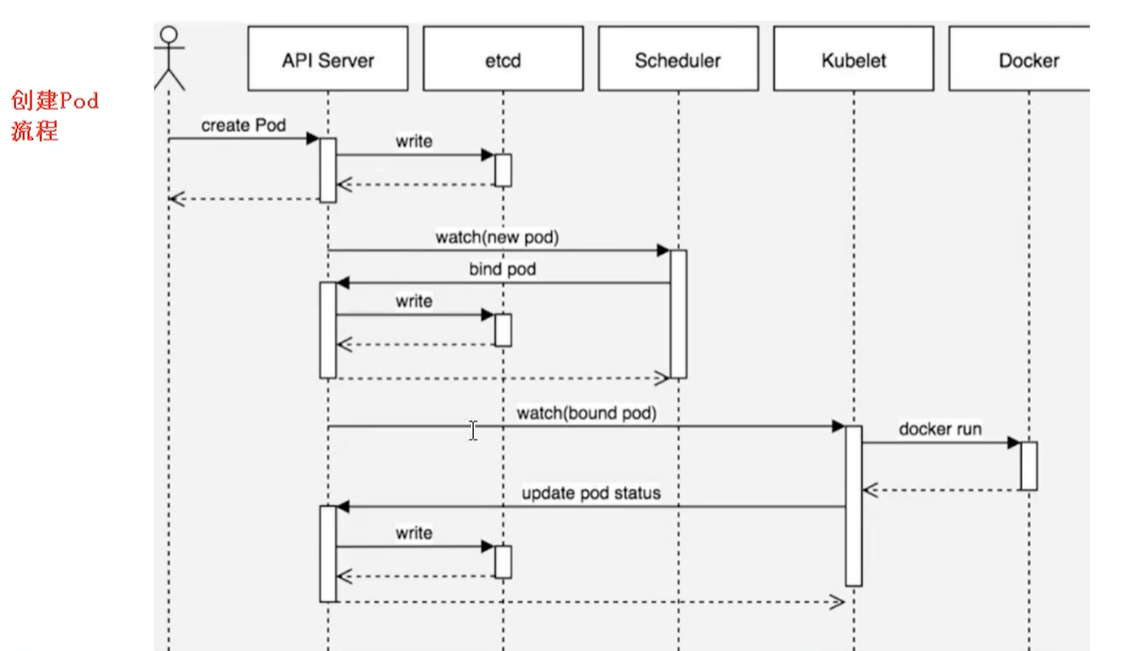 API Server
etcd
Scheduler
Kubelet
Docker
创建Pod
流程
create Pod
write
watch(new pod)
bind pod
write
watch(bound pod)
docker run
update pod status
write